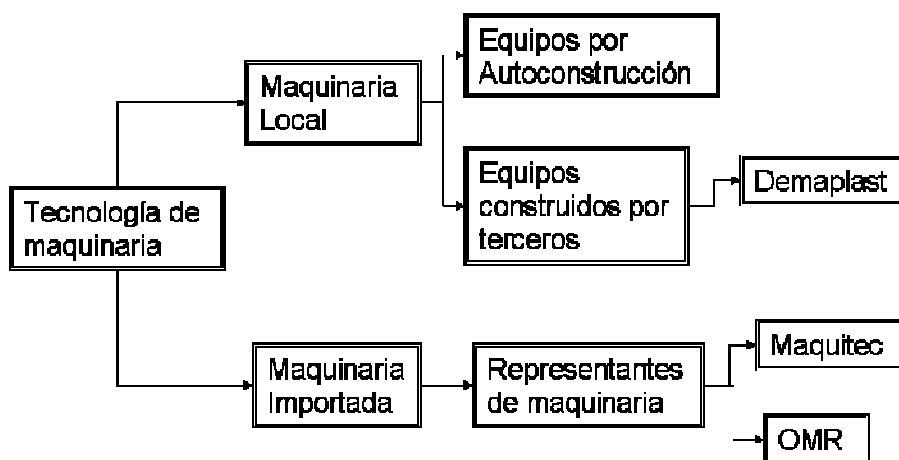 Equipos por
Autoconstrucción
Maquinaria
Local
Equipos
construidos por
terceros
Demaplast
Tecnología de
maquinaria
Maquinaria
Importada
Representantes
de maquinaria
Maquitec
OMR